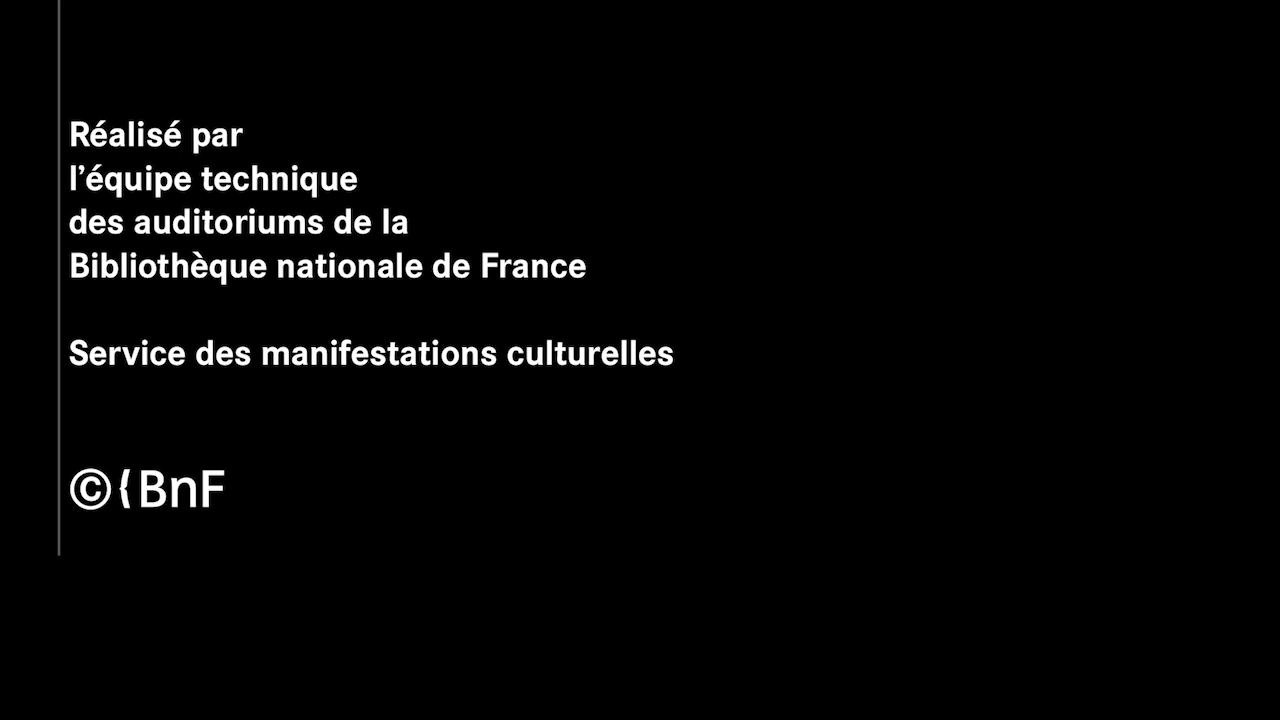 Réalisé par
l’équipe technique
des auditoriums de la
Bibliothèque nationale de France
Service des manifestations culturelles
©{BnF